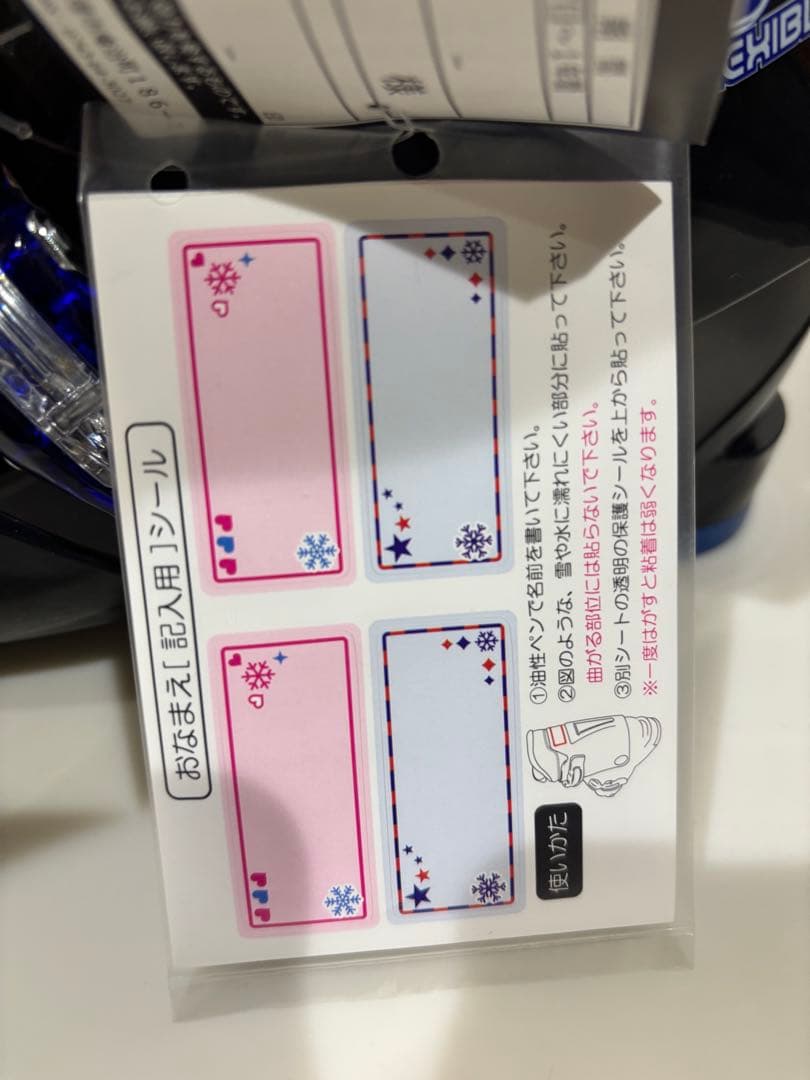 おなまえ[ 記入用 ]シール
使いかた
①油性ペンで名前を書いて下さい。
②図のような、雪や水に濡れにくい部分に貼って下さい。
曲がる部位には貼らないで下さい。
③別シートの透明の保護シールを上から貼って下さい。
※一度はがすと粘着は弱くなります。
様
EXIBL